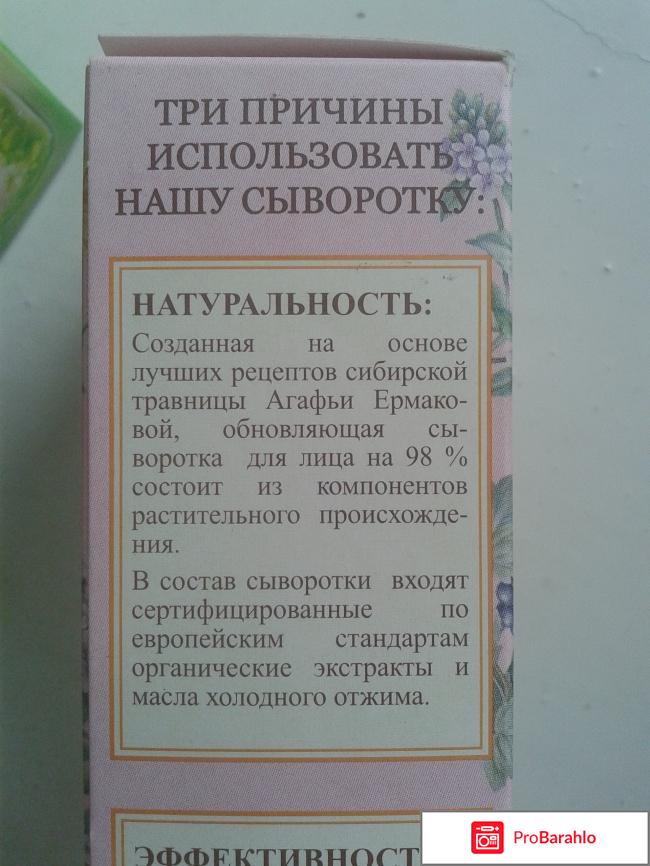 ТРИ ПРИЧИНЫ
ИСПОЛЬЗОВАТЬ
НАШУ СЫВОРОТКУ:
НАТУРАЛЬНОСТЬ:
Созданная на основе
лучших рецептов сибирской
травницы Агафьи Ермако-
вой, обновляющая сы-
воротка для лица на 98 %
состоит из компонентов
растительного происхожде-
ния.
В состав сыворотки входят
сертифицированные по
европейским стандартам
органические экстракты и
масла холодного отжима.
ЭФФЕКТИВНОСТ
ProBarahlo